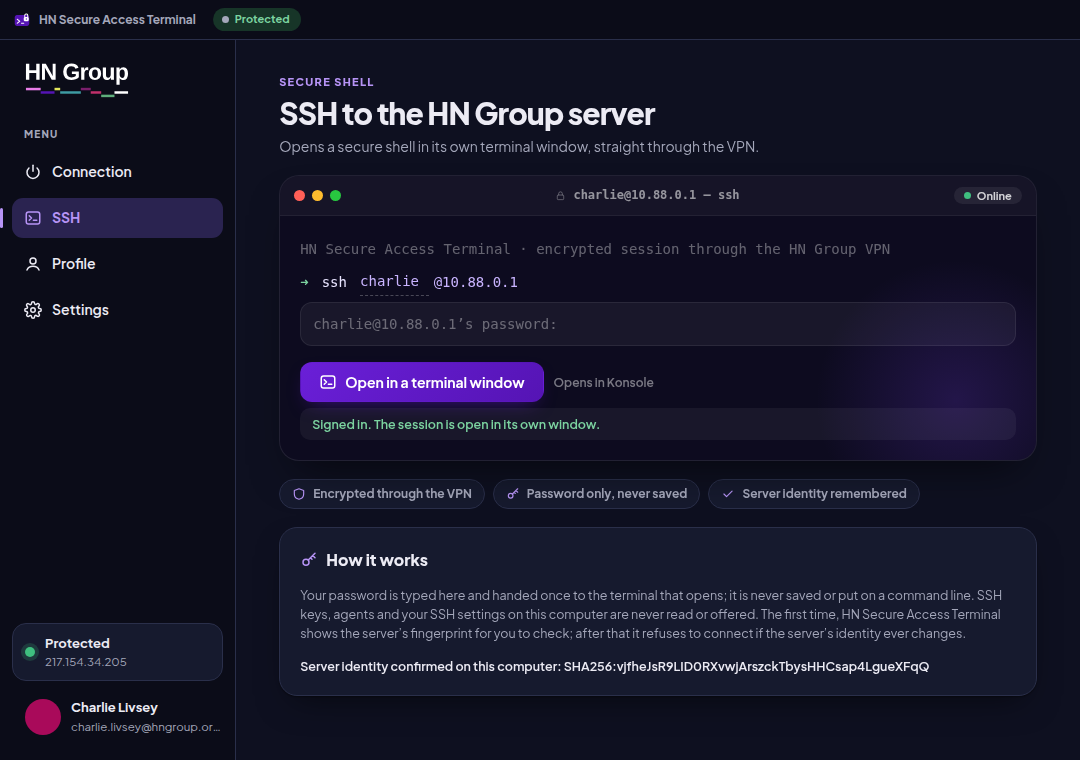 HN Secure Access Terminal
Protected
HN Group
MENU
Connection
SSH
Profile
Settings
Protected
217.154.34.205
Charlie Livsey
charlie.livsey@hngroup.or...
SECURE SHELL
SSH to the HN Group server
Opens a secure shell in its own terminal window, straight through the VPN.
charlie@10.88.0.1 — ssh
Online
HN Secure Access Terminal · encrypted session through the HN Group VPN
➜ ssh charlie @10.88.0.1
charlie@10.88.0.1's password:
Open in a terminal window
Opens in Konsole
Signed in. The session is open in its own window.
Encrypted through the VPN
Password only, never saved
Server identity remembered
How it works
Your password is typed here and handed once to the terminal that opens; it is never saved or put on a command line. SSH
keys, agents and your SSH settings on this computer are never read or offered. The first time, HN Secure Access Terminal
shows the server's fingerprint for you to check; after that it refuses to connect if the server's identity ever changes.
Server identity confirmed on this computer: SHA256:vjfheJsR9LID0RXvwjArszckTbysHHCsap4LgueXFqQ